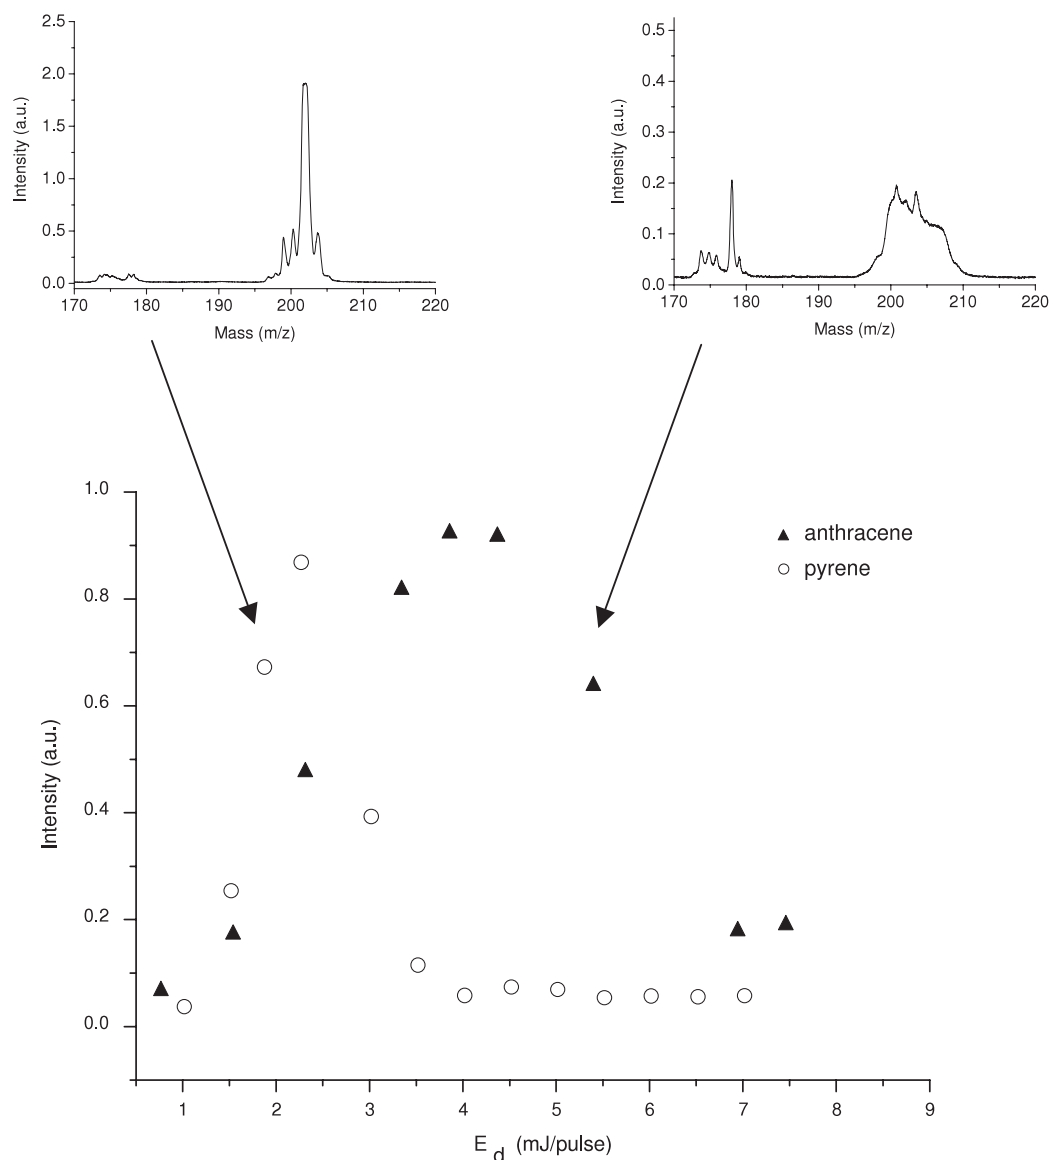 2.5
2.0
1.5
1.0
0.5
0.0
Intensity (a.u.)
170 180 190 200 210 220
Mass (m/z)
0.5
0.4
0.3
0.2
0.1
0.0
Intensity (a.u.)
170 180 190 200 210 220
Mass (m/z)
1.0
0.8
0.6
0.4
0.2
0.0
Intensity (a.u.)
anthracene
pyrene
1 2 3 4 5 6 7 8 9
E d (mJ/pulse)